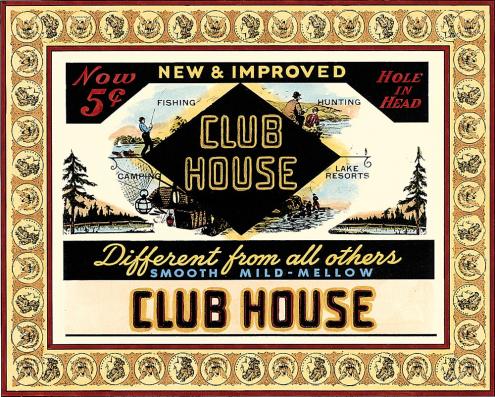 NEW & IMPROVED
Now
5¢
HOLE
IN
HEAD
FISHING
HUNTING
CLUB
HOUSE
CAMPING
LAKE
RESORTS
Different from all others
SMOOTH MILD-MELLOW
CLUB HOUSE